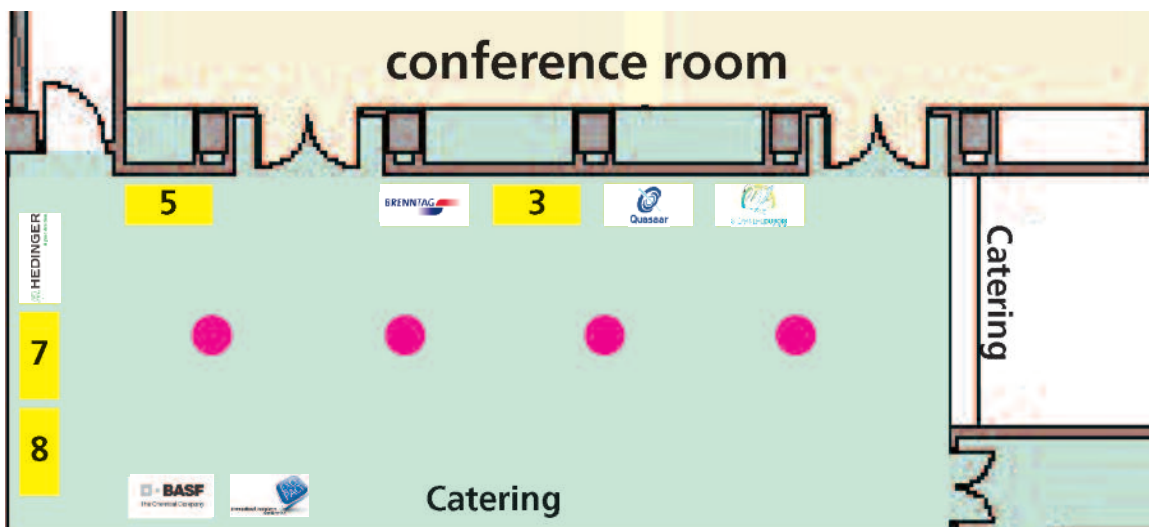 conference room
5
BRENNTAG
3
Quasaar
HEDINGER
Catering
7
8
BASF
The Chemical Company
Catering